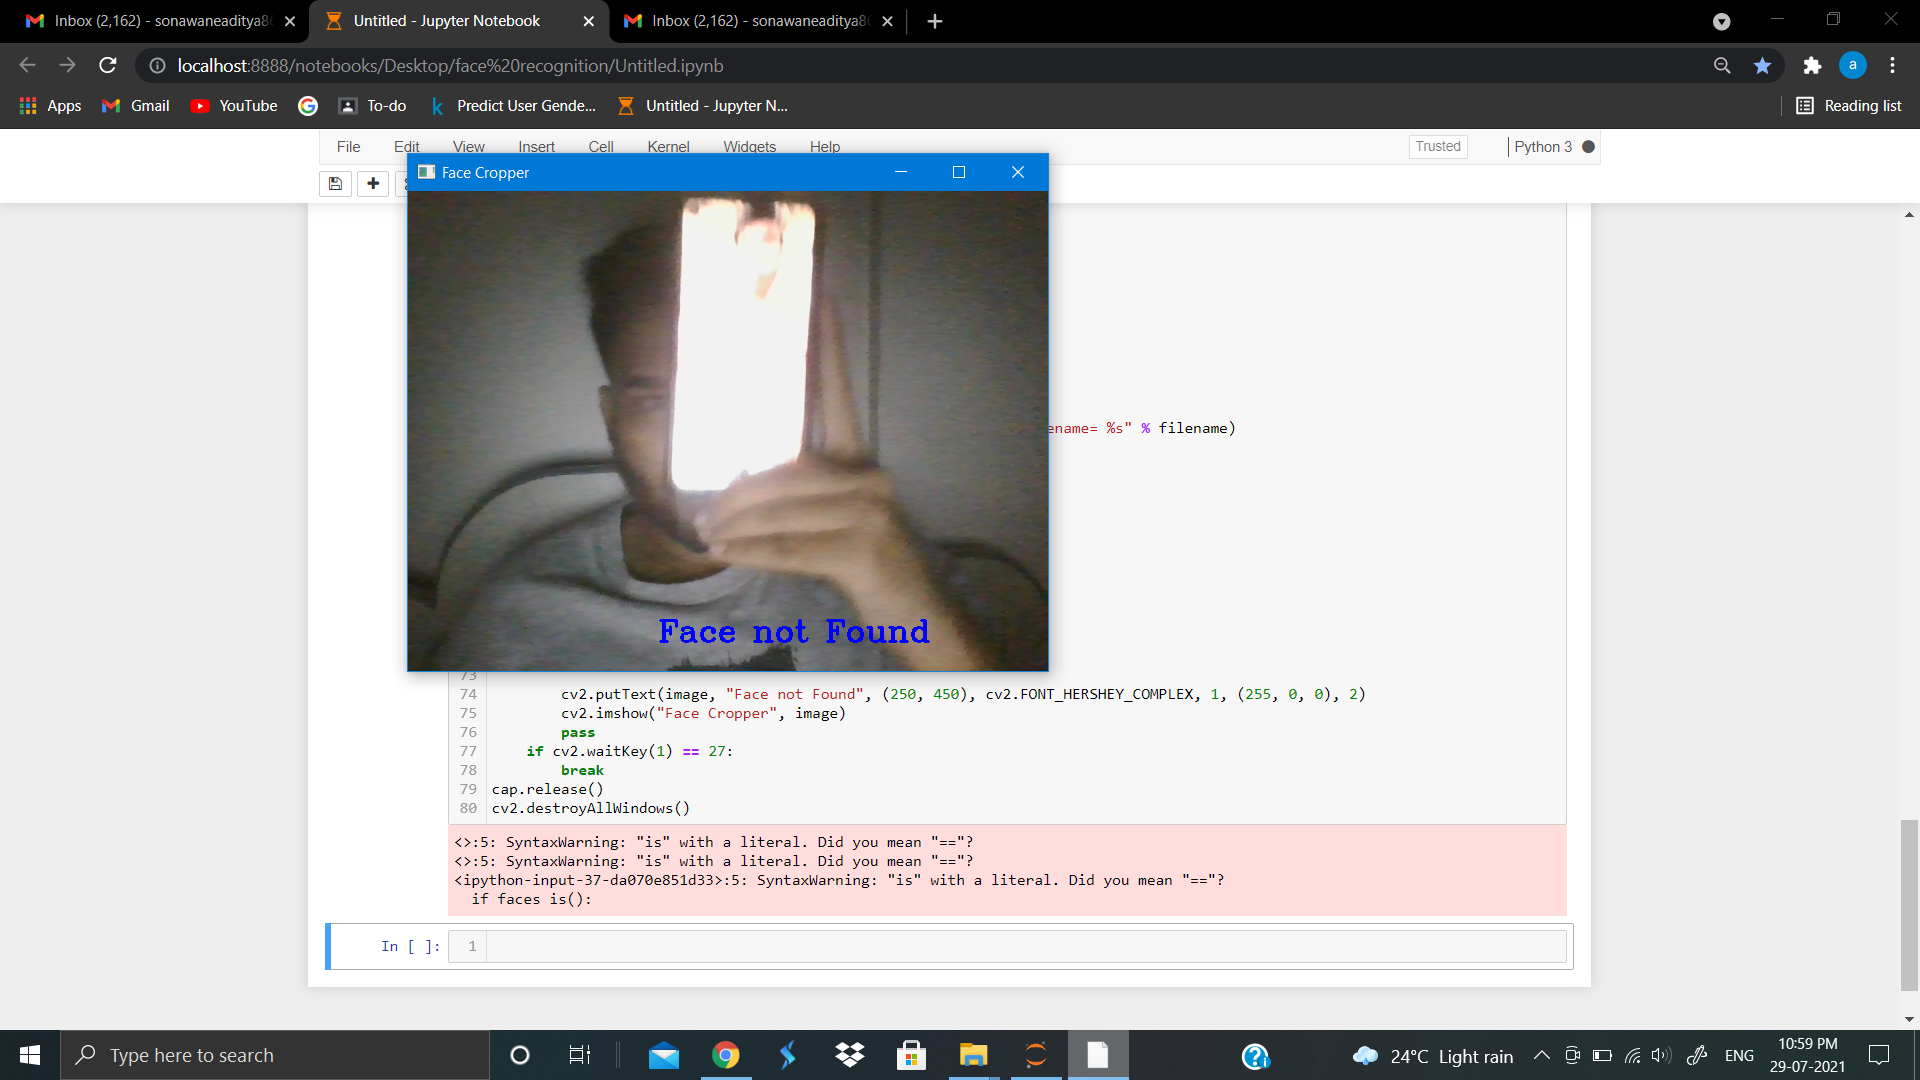 Inbox (2,162) - sonawaneaditya8
Untitled - Jupyter Notebook
Inbox (2,162) - sonawaneaditya8
localhost:8888/notebooks/Desktop/face%20recognition/Untitled.ipynb
a
Apps
Gmail
YouTube
To-do
Predict User Gende...
Untitled - Jupyter N...
Reading list
File Edit View Insert Cell Kernel Widgets Help
Trusted
Python 3
Face Cropper
ename= %s" % filename)
Face not Found
73
74 cv2.putText(image, "Face not Found", (250, 450), cv2.FONT_HERSHEY_COMPLEX, 1, (255, 0, 0), 2)
75 cv2.imshow("Face Cropper", image)
76 pass
77 if cv2.waitKey(1) == 27:
78 break
79 cap.release()
80 cv2.destroyAllWindows()
<>:5: SyntaxWarning: "is" with a literal. Did you mean "=="?
<>:5: SyntaxWarning: "is" with a literal. Did you mean "=="?
<ipython-input-37-da070e851d33>:5: SyntaxWarning: "is" with a literal. Did you mean "=="?
if faces is():
In [ ]: 1
Type here to search
24°C Light rain
ENG
10:59 PM
29-07-2021